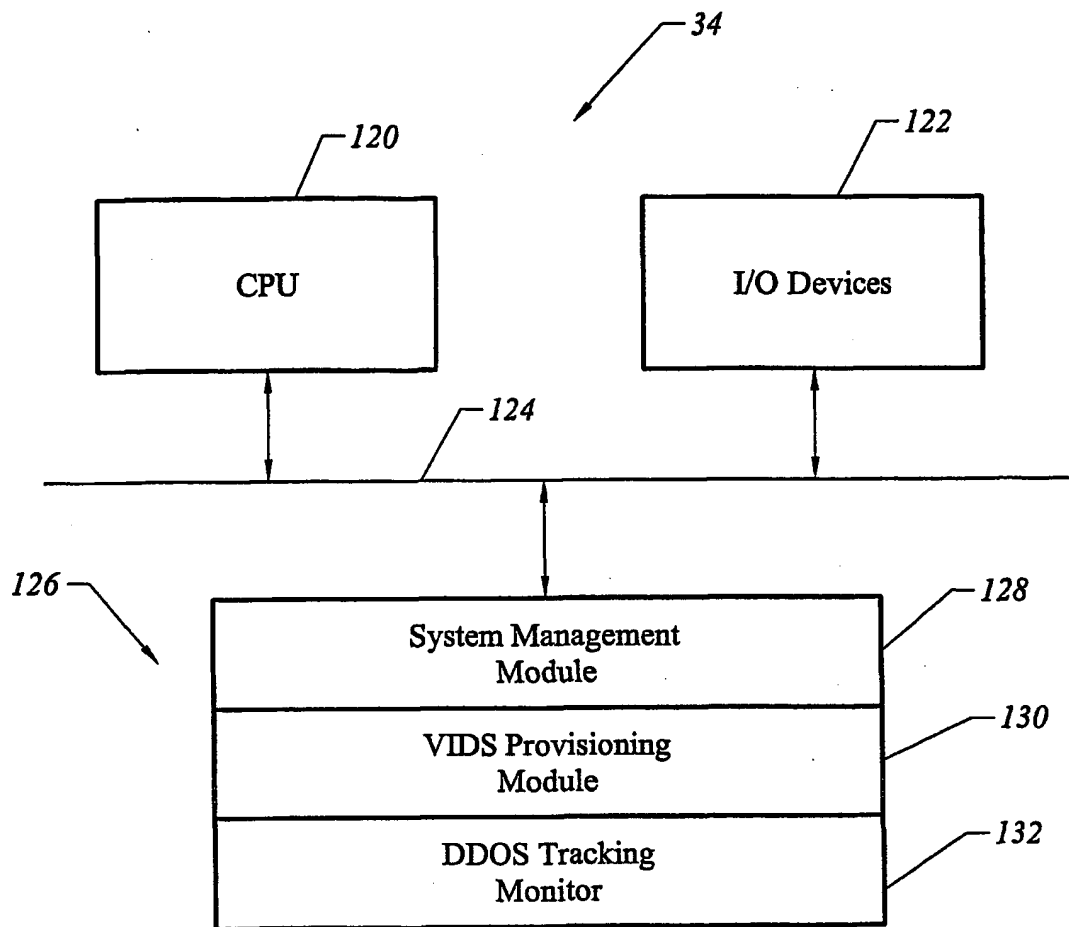 34
120
122
CPU
I/O Devices
124
126
128
System Management
Module
130
VIDS Provisioning
Module
132
DDOS Tracking
Monitor